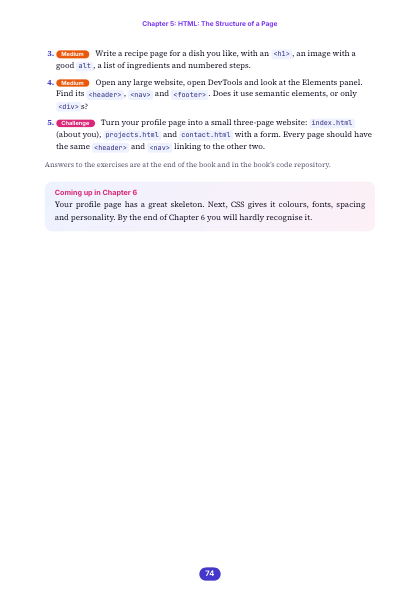 Chapter 5: HTML: The Structure of a Page
3. Medium Write a recipe page for a dish you like, with an <h1>, an image with a
good alt, a list of ingredients and numbered steps.
4. Medium Open any large website, open DevTools and look at the Elements panel.
Find its <header>, <nav> and <footer>. Does it use semantic elements, or only
<div>s?
5. Challenge Turn your profile page into a small three-page website: index.html
(about you), projects.html and contact.html with a form. Every page should have
the same <header> and <nav> linking to the other two.
Answers to the exercises are at the end of the book and in the book's code repository.
Coming up in Chapter 6
Your profile page has a great skeleton. Next, CSS gives it colours, fonts, spacing
and personality. By the end of Chapter 6 you will hardly recognise it.
74